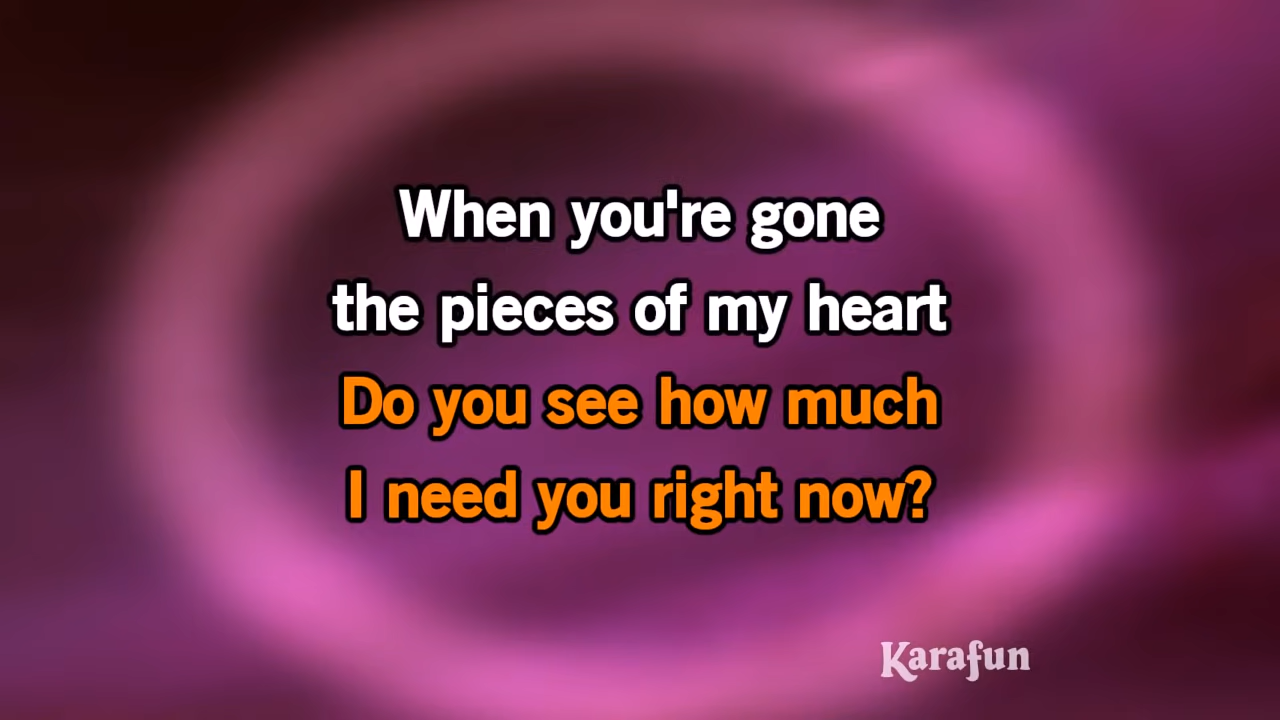 When you're gone
the pieces of my heart
Do you see how much
I need you right now?
Karafun